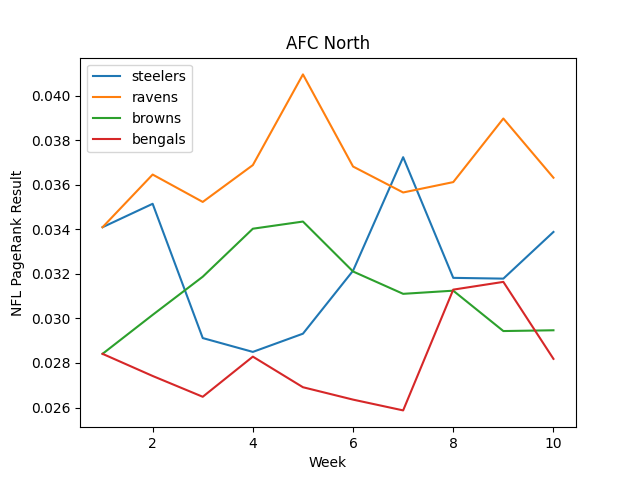 AFC North
steelers
ravens
browns
bengals
NFL PageRank Result
0.040
0.038
0.036
0.034
0.032
0.030
0.028
0.026
2 4 6 8 10
Week